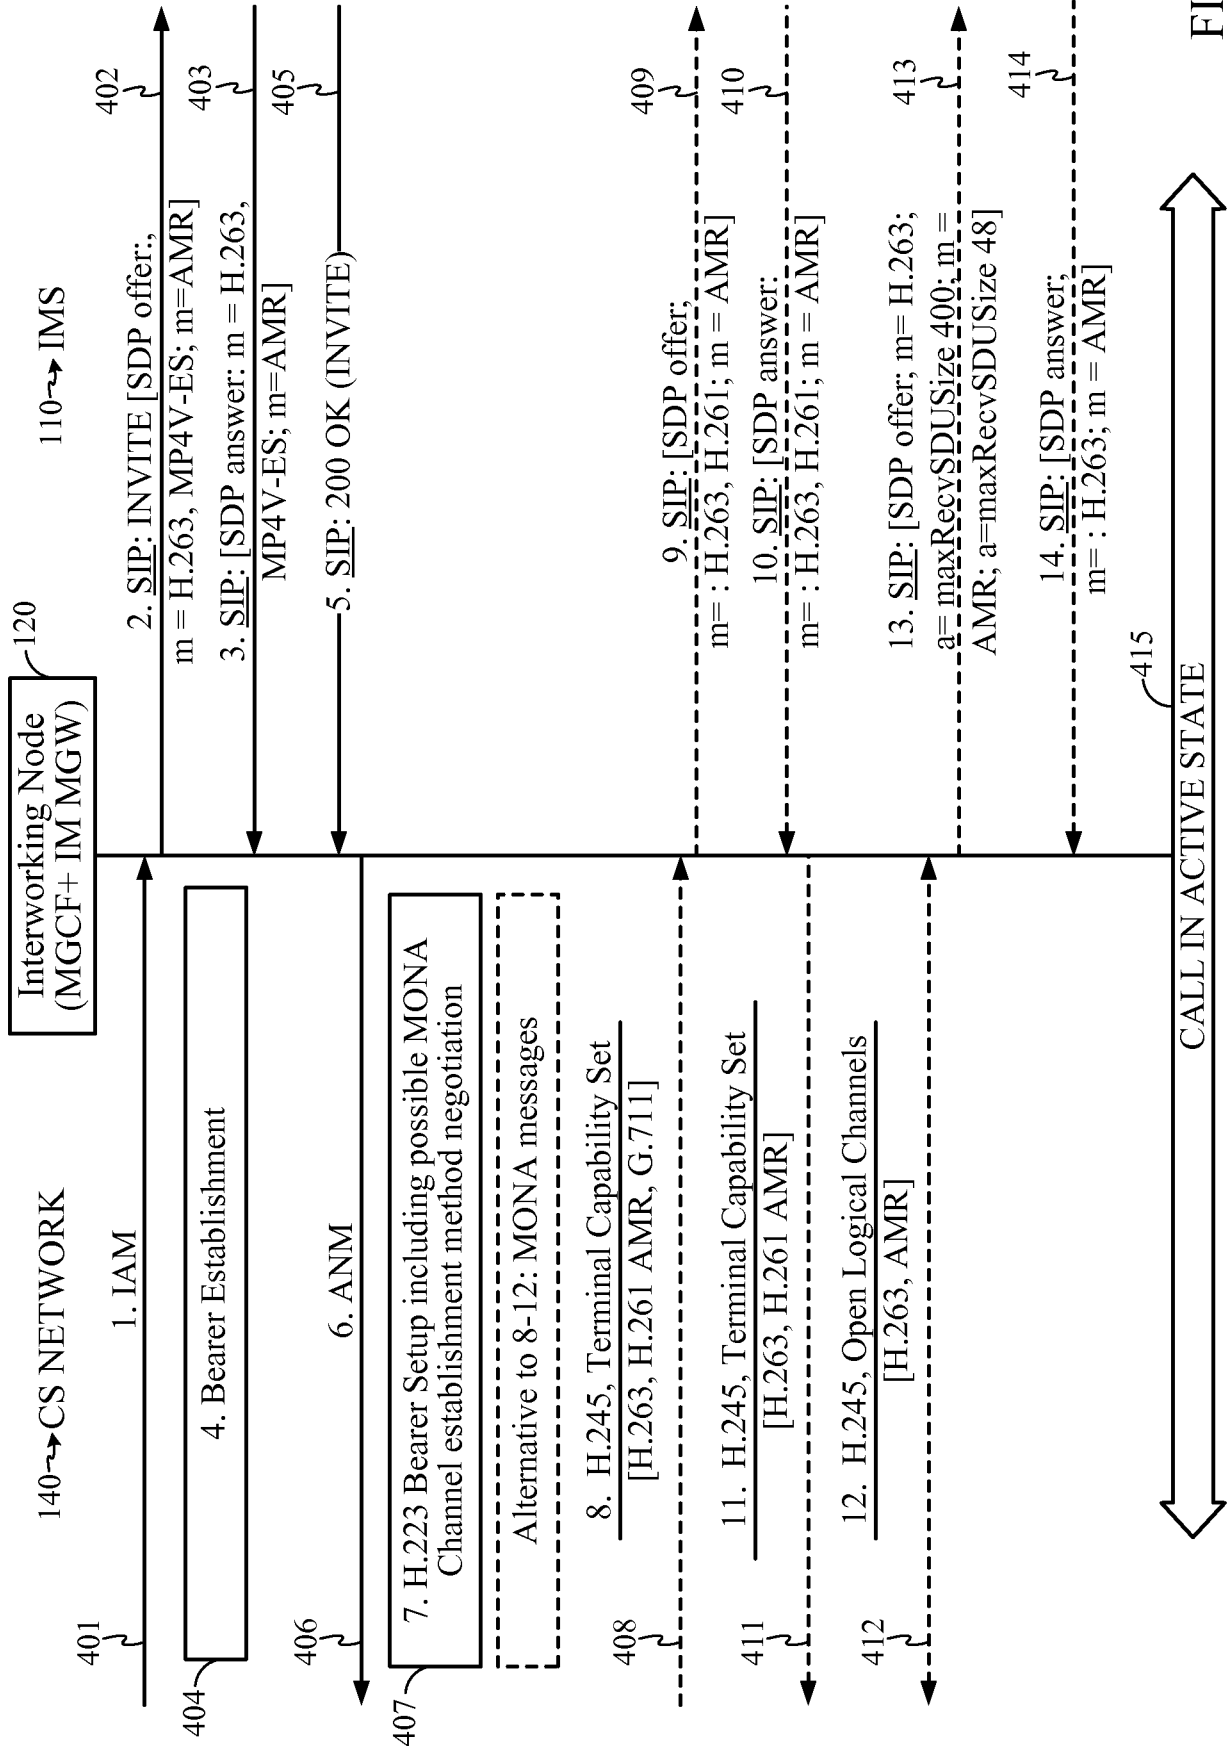 140 CS NETWORK
Interworking Node
(MGCF+ IM MGW)
120
110 IMS
401
1. IAM
2. SIP: INVITE [SDP offer:,
m = H.263, MP4V-ES; m=AMR]
402
404
4. Bearer Establishment
3. SIP: [SDP answer: m = H.263,
MP4V-ES; m=AMR]
403
5. SIP: 200 OK (INVITE)
405
406
6. ANM
407
7. H.223 Bearer Setup including possible MONA
Channel establishment method negotiation
Alternative to 8-12: MONA messages
408
8. H.245, Terminal Capability Set
[H.263, H.261 AMR, G.711]
9. SIP: [SDP offer;
m= : H.263, H.261; m = AMR]
409
10. SIP: [SDP answer:
m= : H.263, H.261; m = AMR]
410
411
11. H.245, Terminal Capability Set
[H.263, H.261 AMR]
412
12. H.245, Open Logical Channels
[H.263, AMR]
13. SIP: [SDP offer; m= H.263;
a= maxRecvSDUSize 400; m =
AMR; a=maxRecvSDUSize 48]
413
14. SIP: [SDP answer;
m= : H.263; m = AMR]
414
415
CALL IN ACTIVE STATE